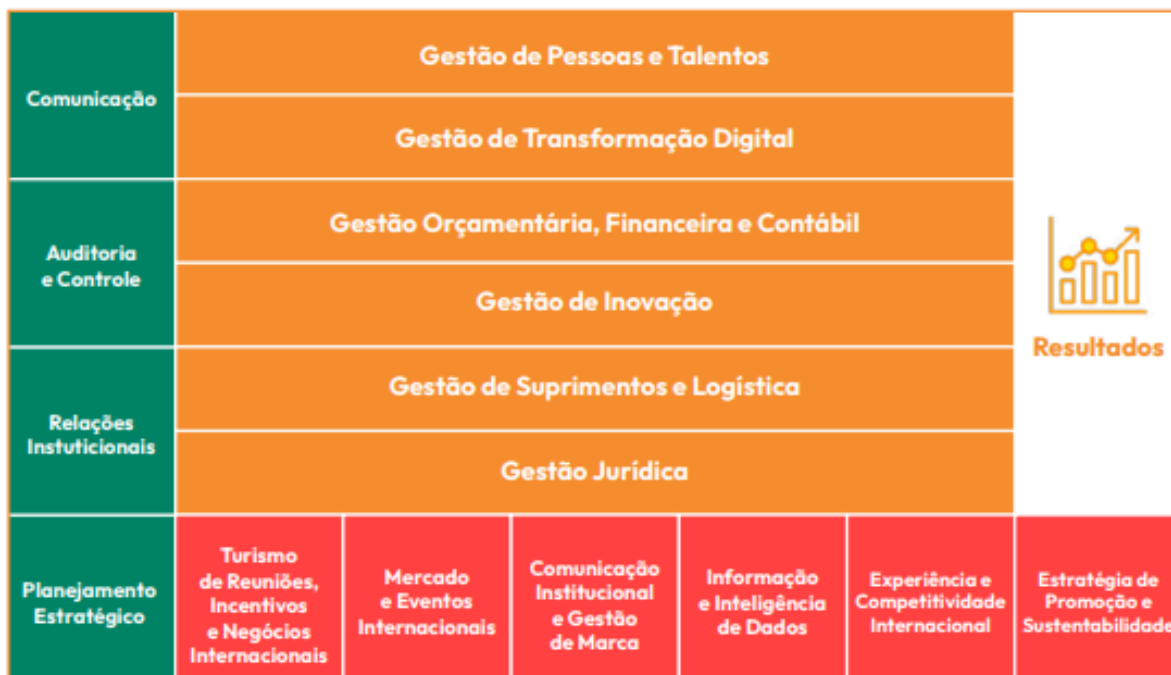 Comunicação
Gestão de Pessoas e Talentos
Gestão de Transformação Digital
Auditoria
e Controle
Gestão Orçamentária, Financeira e Contábil
Gestão de Inovação
Resultados
Relações
Instuticionais
Gestão de Suprimentos e Logística
Gestão Jurídica
Planejamento
Estratégico
Turismo
de Reuniões,
Incentivos
e Negócios
Internacionais
Mercado
e Eventos
Internacionais
Comunicação
Institucional
e Gestão
de Marca
Informação
e Inteligência
de Dados
Experiência e
Competitividade
Internacional
Estratégia de
Promoção e
Sustentabilidade